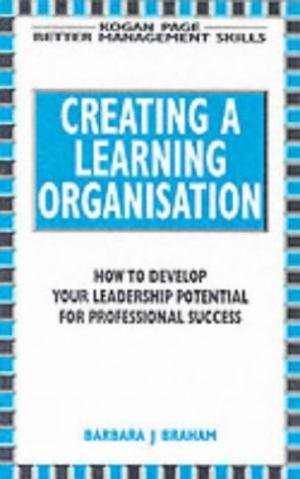 KOGAN PAGE
BETTER MANAGEMENT SKILLS
CREATING A
LEARNING
ORGANISATION
HOW TO DEVELOP
YOUR LEADERSHIP POTENTIAL
FOR PROFESSIONAL SUCCESS
BARBARA J BRAHAM